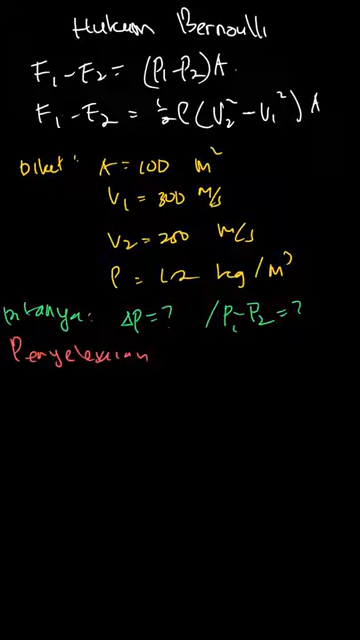 Hukum Bernoulli
F₁ - F₂ = (P₁ - P₂) A.
F₁ - F₂ = ½ ρ (V₂² - V₁²) A
Diket : A = 100 m²
V₁ = 300 m/s
V₂ = 200 m/s
ρ = 1.2 kg/m³
Ditanya : ΔP = ? / P₁ - P₂ = ?
Penyelesaian